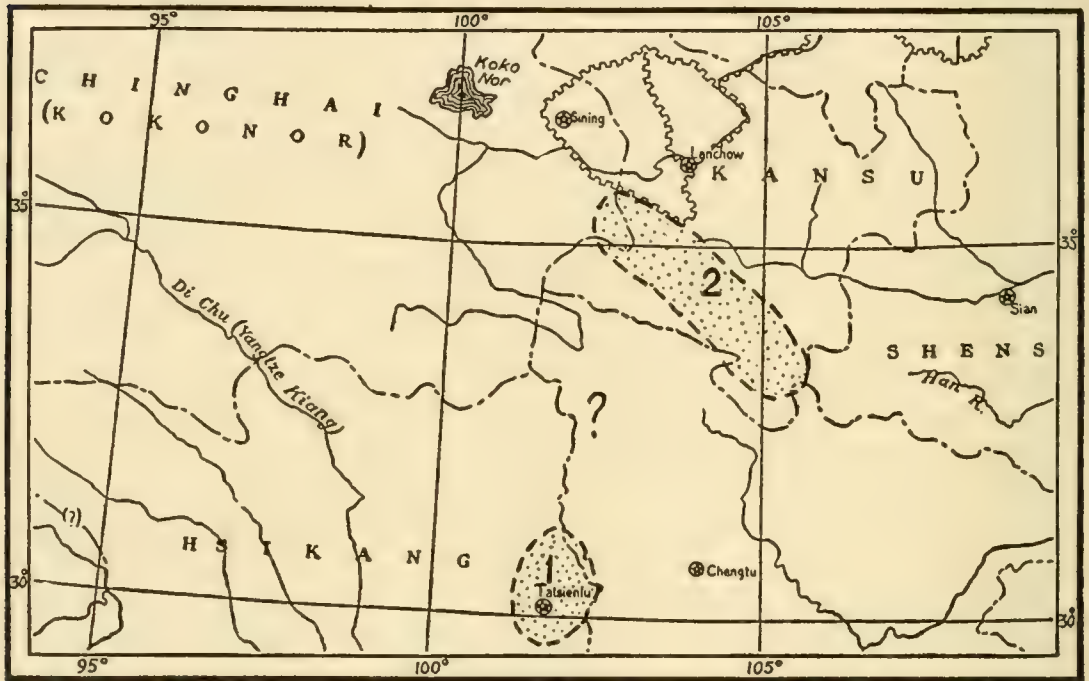 95°
100°
105°
CHINGHAI
(KOKONOR)
Koko
Nor
Sining
Lanchow
KANSU
35°
35°
Di Chu (Yangtze Kiang)
2
Sian
SHENS
Han R.
?
(?)
HSIKANG
1
Tatsienlu
Chengtu
30°
30°
95°
100°
105°